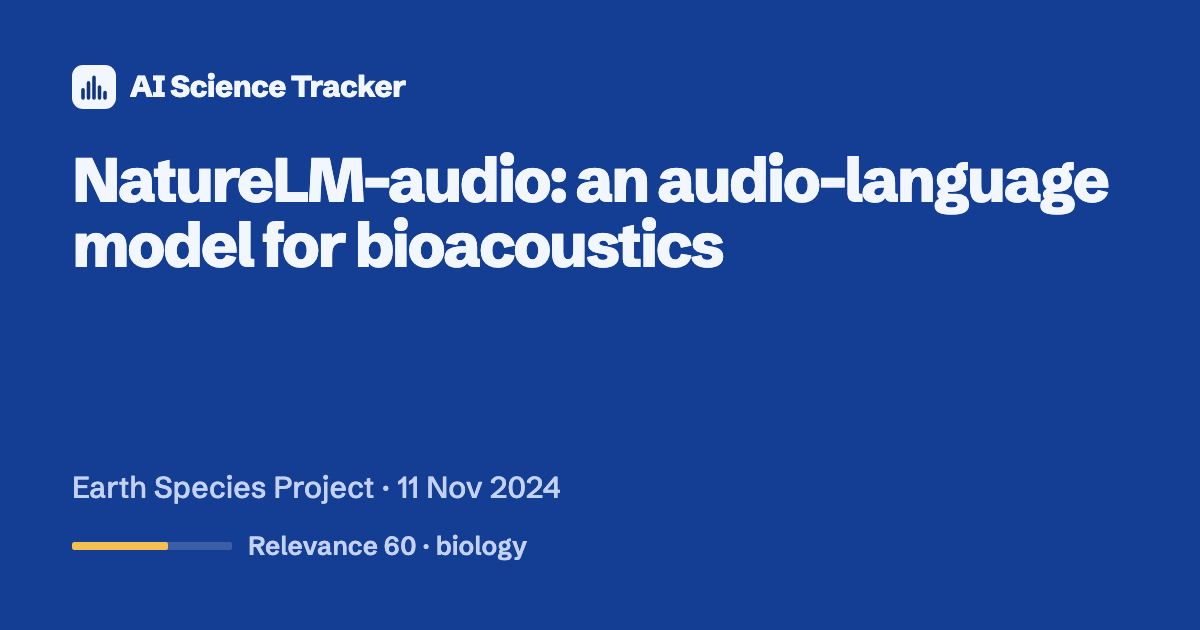 AI Science Tracker
NatureLM-audio: an audio-language
model for bioacoustics
Earth Species Project · 11 Nov 2024
Relevance 60 · biology